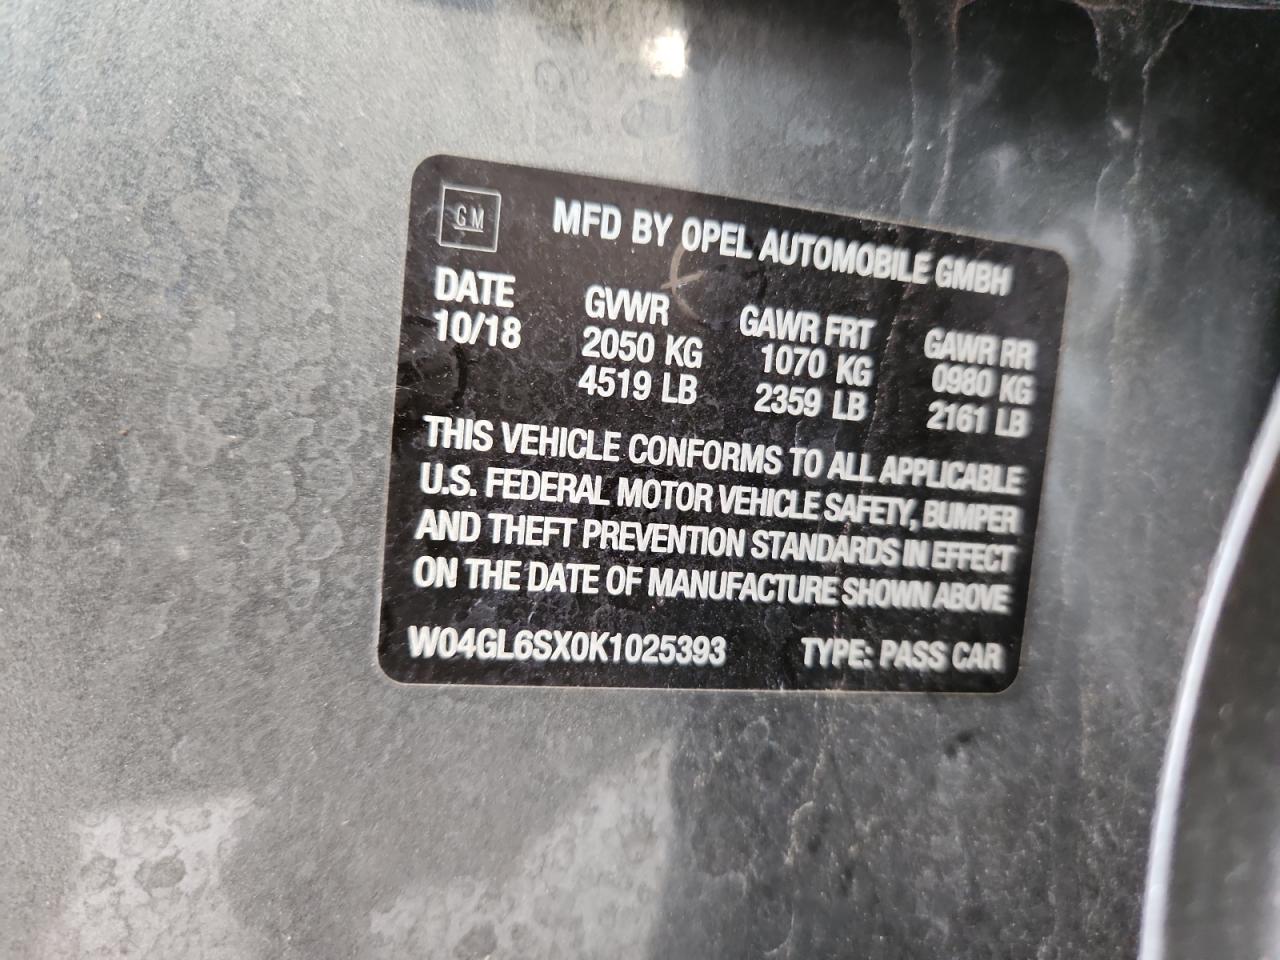 GM
MFD BY OPEL AUTOMOBILE GMBH
DATE GVWR GAWR FRT GAWR RR
10/18 2050 KG 1070 KG 0980 KG
4519 LB 2359 LB 2161 LB
THIS VEHICLE CONFORMS TO ALL APPLICABLE
U.S. FEDERAL MOTOR VEHICLE SAFETY, BUMPER
AND THEFT PREVENTION STANDARDS IN EFFECT
ON THE DATE OF MANUFACTURE SHOWN ABOVE
W04GL6SX0K1025393 TYPE: PASS CAR